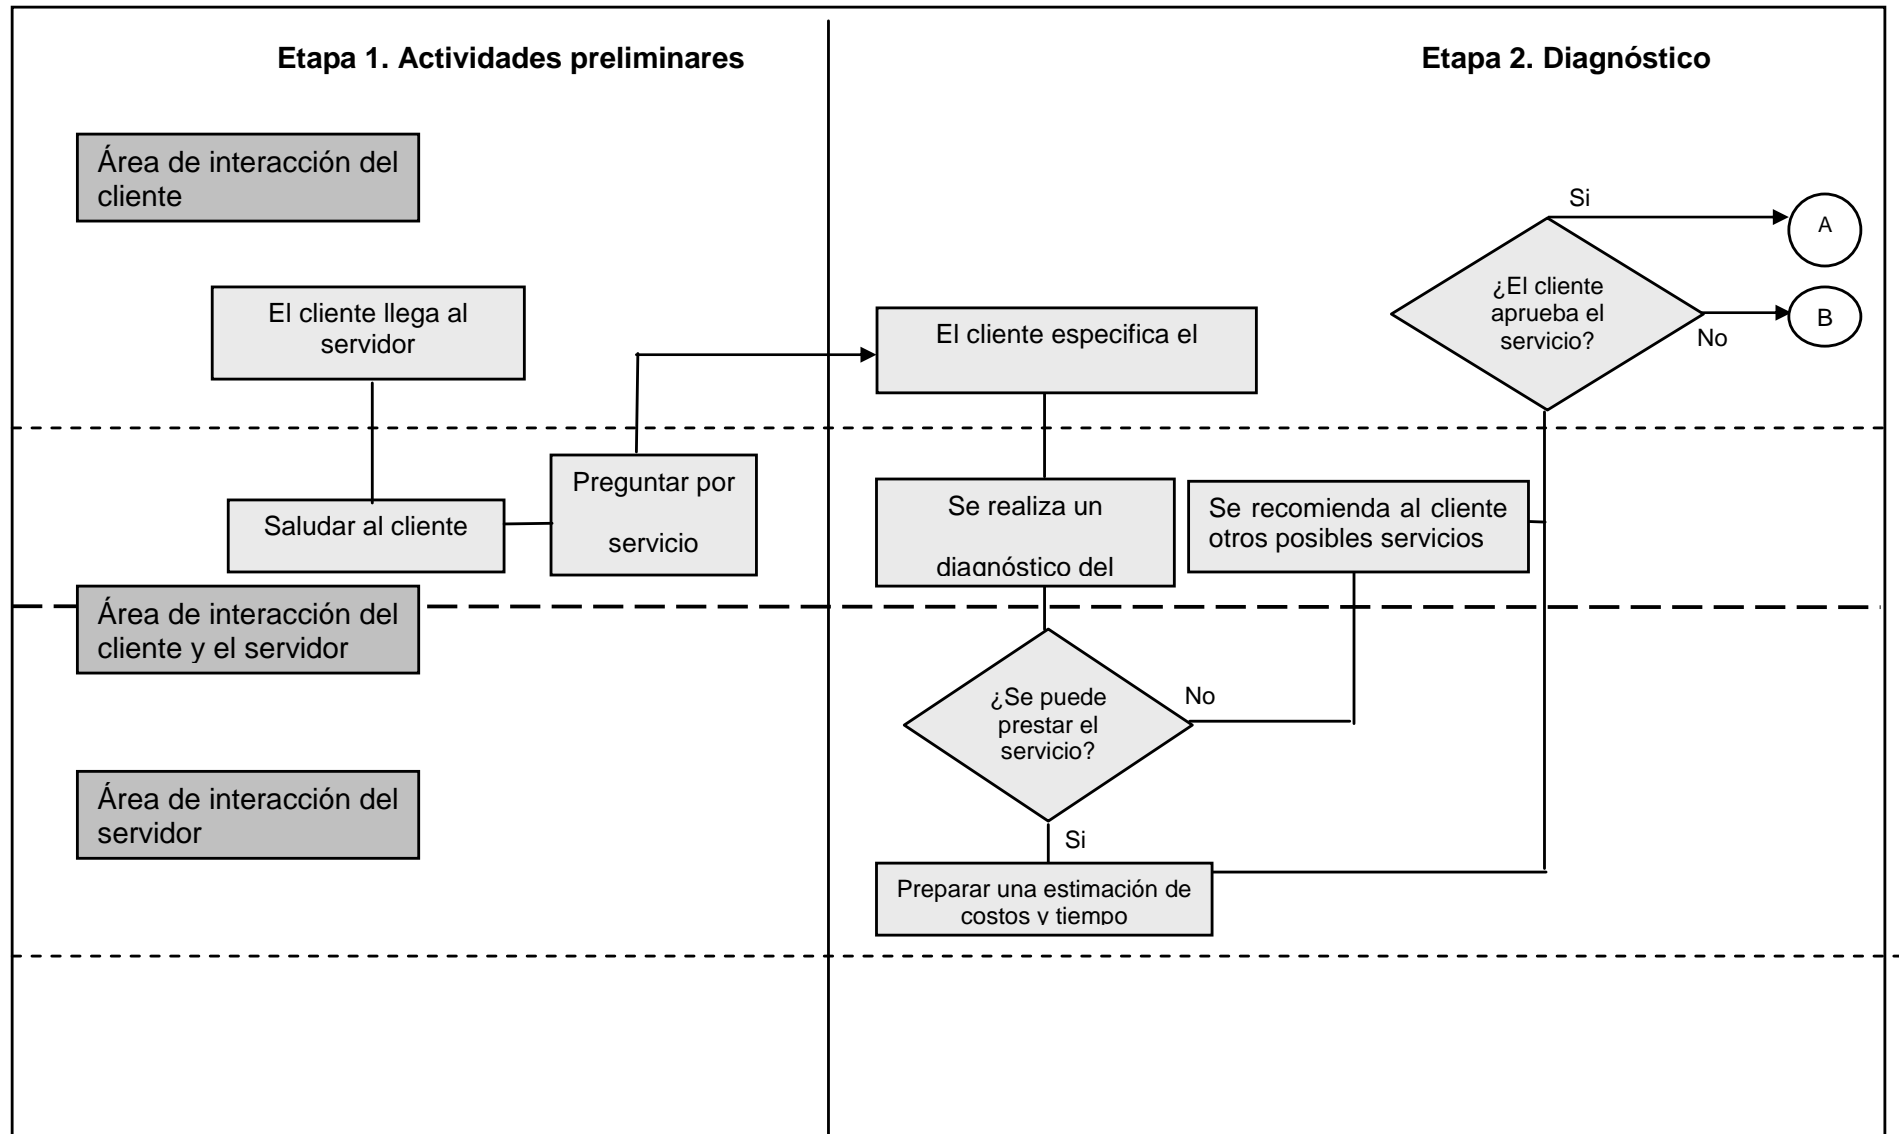 Etapa 1. Actividades preliminares
Etapa 2. Diagnóstico
Área de interacción del
cliente
Si
A
¿El cliente
aprueba el
servicio?
B
No
El cliente llega al
servidor
El cliente especifica el
Preguntar por
servicio
Saludar al cliente
Se realiza un
diagnóstico del
Se recomienda al cliente
otros posibles servicios
Área de interacción del
cliente y el servidor
¿Se puede
prestar el
servicio?
No
Área de interacción del
servidor
Si
Preparar una estimación de
costos y tiempo